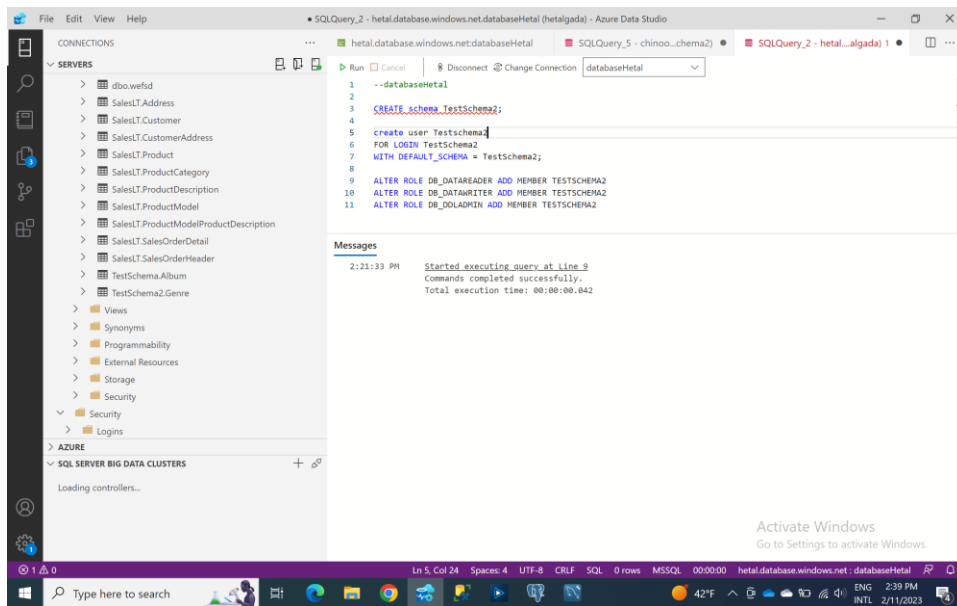 File Edit View Help
● SQLQuery_2 - hetal.database.windows.net.databaseHetal (hetalgada) - Azure Data Studio
CONNECTIONS
SERVERS
dbo.wefsd
SalesLT.Address
SalesLT.Customer
SalesLT.CustomerAddress
SalesLT.Product
SalesLT.ProductCategory
SalesLT.ProductDescription
SalesLT.ProductModel
SalesLT.ProductModelProductDescription
SalesLT.SalesOrderDetail
SalesLT.SalesOrderHeader
TestSchema.Album
TestSchema2.Genre
Views
Synonyms
Programmability
External Resources
Storage
Security
Security
Logins
AZURE
SQL SERVER BIG DATA CLUSTERS
Loading controllers...
3
1
hetal.database.windows.net:databaseHetal
SQLQuery_5 - chinoo...chema2) ●
SQLQuery_2 - hetal....algada) 1 ●
Run Cancel Disconnect Change Connection databaseHetal
1 --databaseHetal
2
3 CREATE schema TestSchema2;
4
5 create user Testschema2
6 FOR LOGIN TestSchema2
7 WITH DEFAULT_SCHEMA = TestSchema2;
8
9 ALTER ROLE DB_DATAREADER ADD MEMBER TESTSCHEMA2
10 ALTER ROLE DB_DATAWRITER ADD MEMBER TESTSCHEMA2
11 ALTER ROLE DB_DDLADMIN ADD MEMBER TESTSCHEMA2
Messages
2:21:33 PM Started executing query at Line 9
Commands completed successfully.
Total execution time: 00:00:00.042
Activate Windows
Go to Settings to activate Windows.
1 0 Ln 5, Col 24 Spaces: 4 UTF-8 CRLF SQL 0 rows MSSQL 00:00:00 hetal.database.windows.net : databaseHetal
Type here to search
42°F ENG 2:39 PM
INTL 2/11/2023 4